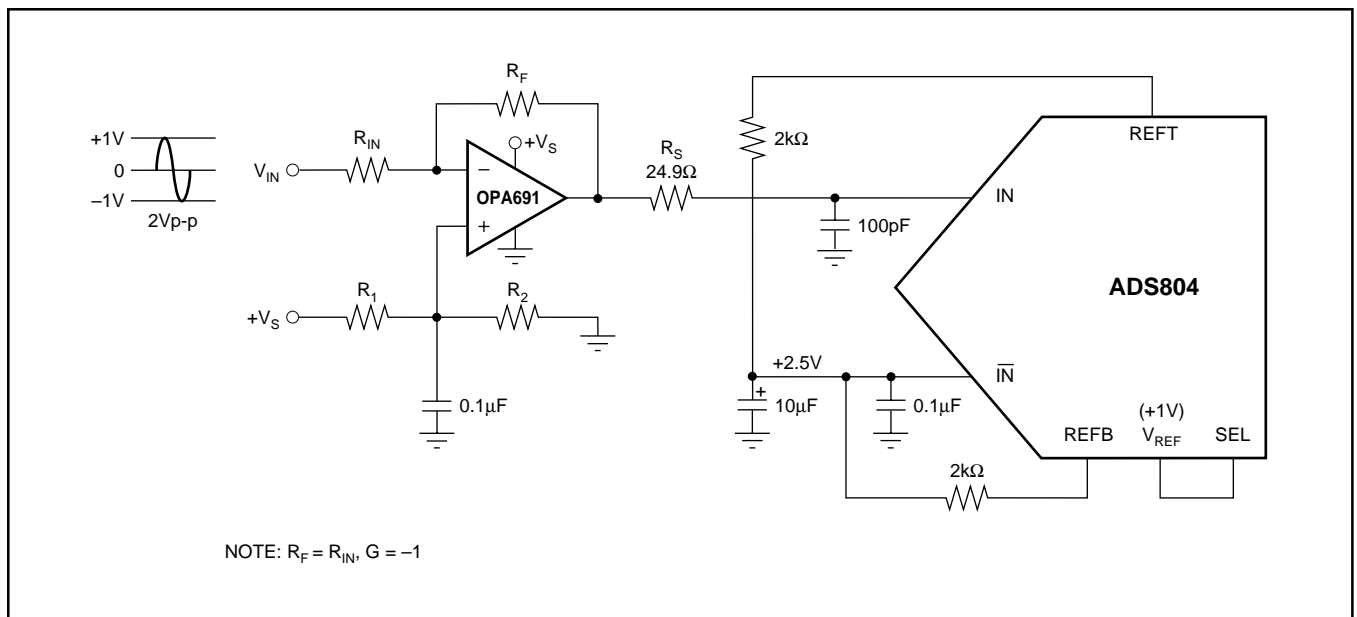 R_F
+1V
0
–1V
2Vp-p
V_IN
R_IN
+V_S
–
OPA691
+
R_S
24.9Ω
2kΩ
REFT
IN
100pF
ADS804
+V_S
R_1
R_2
0.1µF
+2.5V
+
10µF
0.1µF
I̅N̅
REFB
(+1V)
V_REF
SEL
2kΩ
NOTE: R_F = R_IN, G = –1